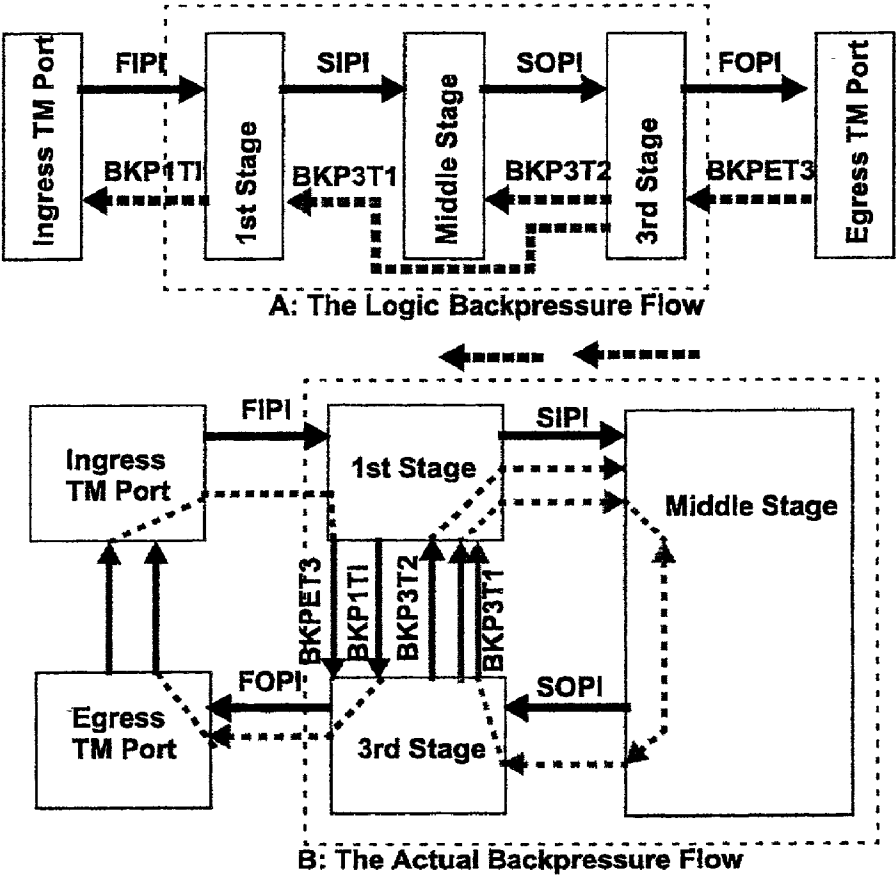 FIPI
SIPI
SOPI
FOPI
Ingress TM Port
1st Stage
Middle Stage
3rd Stage
Egress TM Port
BKP1TI
BKP3T1
BKP3T2
BKPET3
A: The Logic Backpressure Flow
FIPI
SIPI
Ingress
TM Port
1st Stage
Middle Stage
BKPET3
BKP1TI
BKP3T2
BKP3T1
FOPI
SOPI
Egress
TM Port
3rd Stage
B: The Actual Backpressure Flow